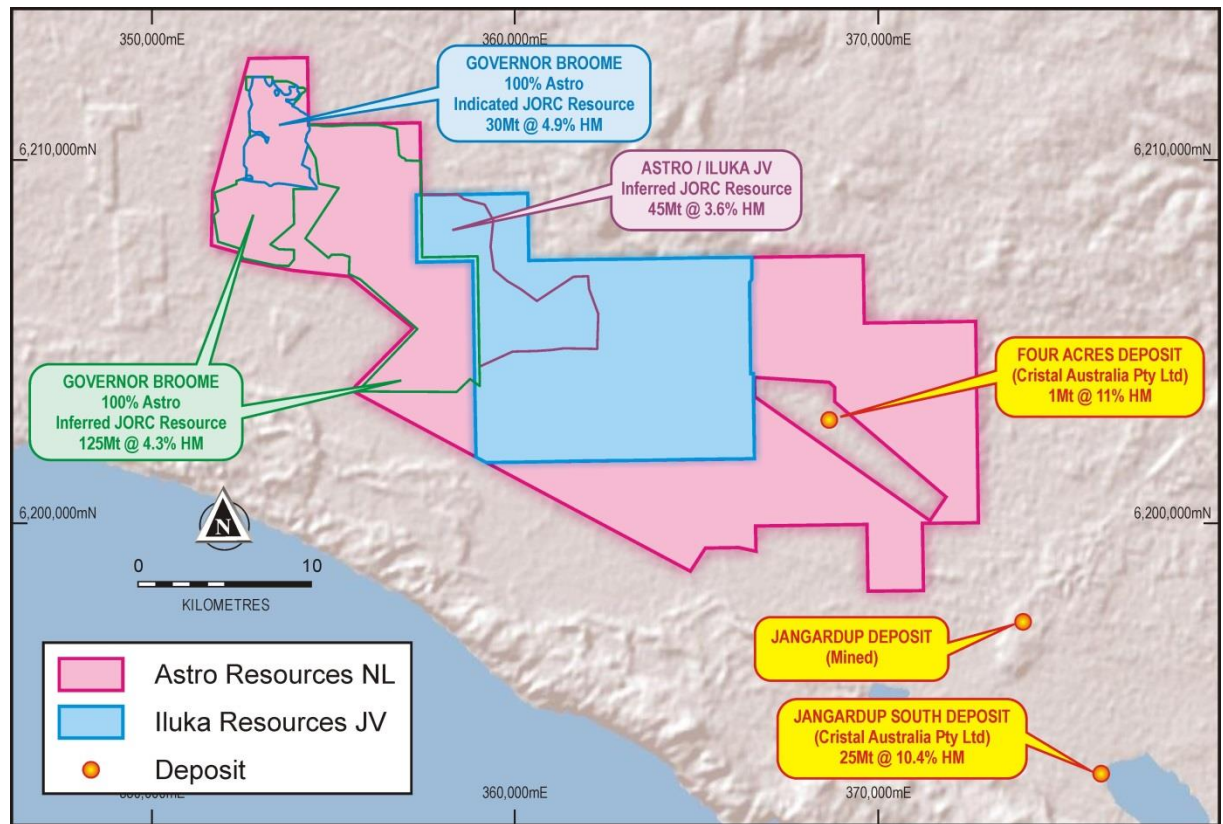 350,000mE
360,000mE
370,000mE
GOVERNOR BROOME
100% Astro
Indicated JORC Resource
30Mt @ 4.9% HM
6,210,000mN
6,210,000mN
ASTRO / ILUKA JV
Inferred JORC Resource
45Mt @ 3.6% HM
FOUR ACRES DEPOSIT
(Cristal Australia Pty Ltd)
1Mt @ 11% HM
GOVERNOR BROOME
100% Astro
Inferred JORC Resource
125Mt @ 4.3% HM
6,200,000mN
6,200,000mN
N
0
10
KILOMETRES
JANGARDUP DEPOSIT
(Mined)
Astro Resources NL
Iluka Resources JV
Deposit
JANGARDUP SOUTH DEPOSIT
(Cristal Australia Pty Ltd)
25Mt @ 10.4% HM
360,000mE
370,000mE